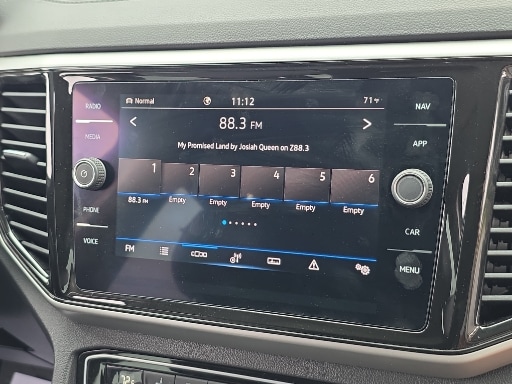 RADIO
MEDIA
PHONE
VOICE
Normal 11:12 71°F
< 88.3 FM >
My Promised Land by Josiah Queen on Z88.3
1 2 3 4 5 6
88.3 FM Empty Empty Empty Empty Empty
FM
NAV
APP
CAR
MENU